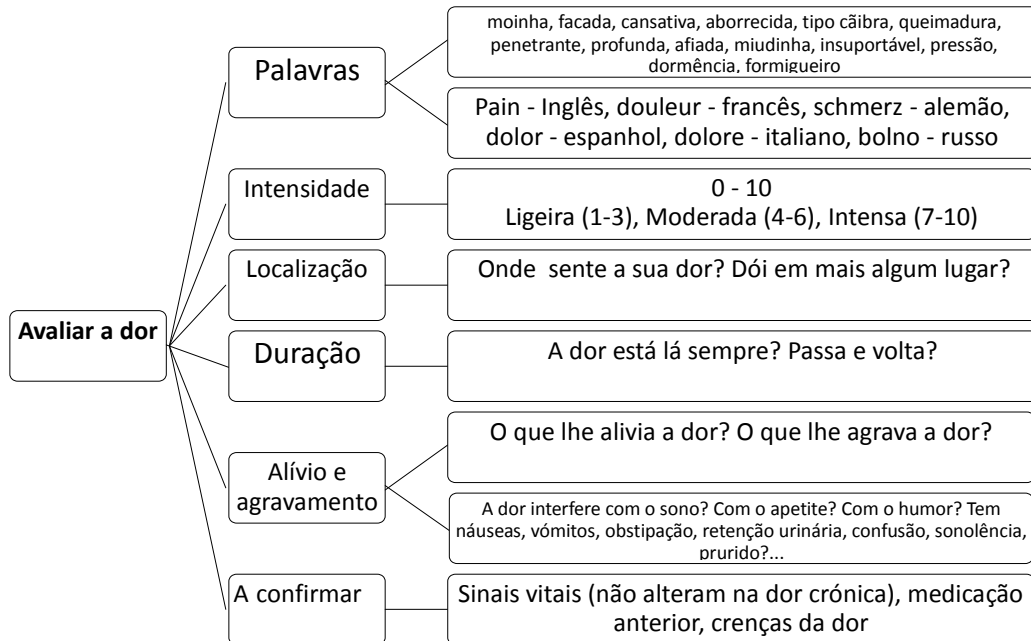 Avaliar a dor
Palavras
moinha, facada, cansativa, aborrecida, tipo cãibra, queimadura,
penetrante, profunda, afiada, miudinha, insuportável, pressão,
dormência, formigueiro
Pain - Inglês, douleur - francês, schmerz - alemão,
dolor - espanhol, dolore - italiano, bolno - russo
Intensidade
0 - 10
Ligeira (1-3), Moderada (4-6), Intensa (7-10)
Localização
Onde sente a sua dor? Dói em mais algum lugar?
Duração
A dor está lá sempre? Passa e volta?
Alívio e
agravamento
O que lhe alivia a dor? O que lhe agrava a dor?
A dor interfere com o sono? Com o apetite? Com o humor? Tem
náuseas, vómitos, obstipação, retenção urinária, confusão, sonolência,
prurido?...
A confirmar
Sinais vitais (não alteram na dor crónica), medicação
anterior, crenças da dor